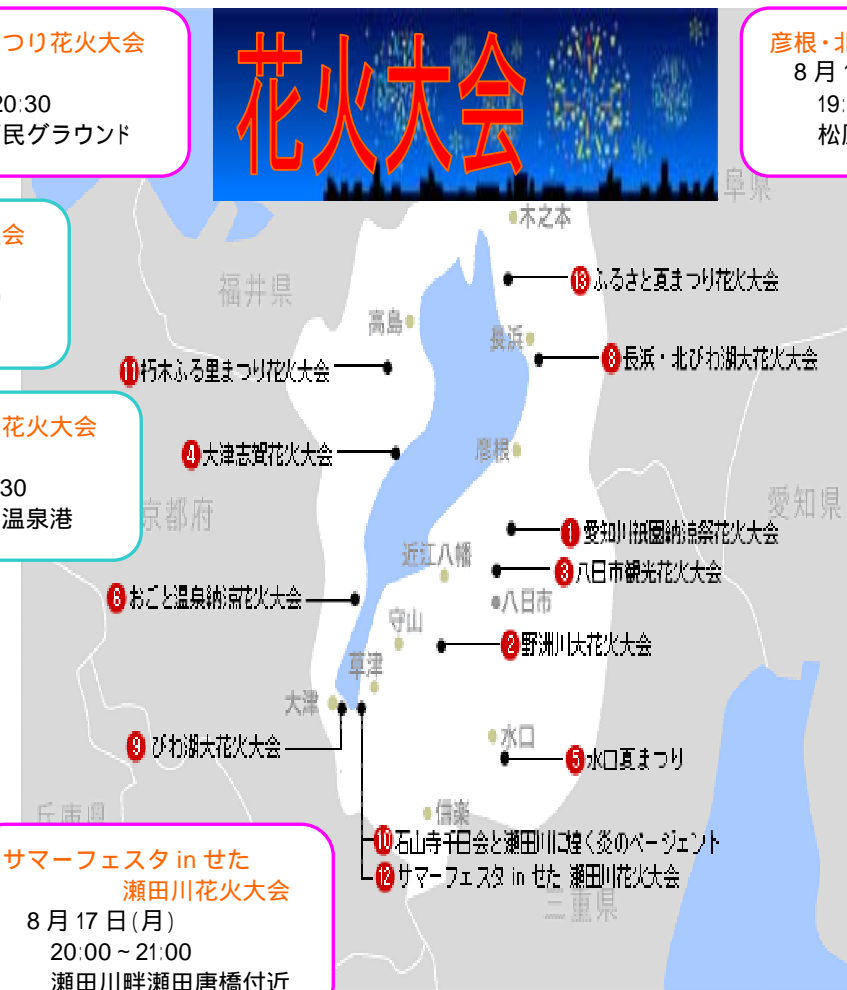 花火大会
つり花火大会
20:30
民グラウンド
彦根・北
8月1
19:
松
阜県
会
木之本
福井県
⑬ふるさと夏まつり花火大会
高島
長浜
⑧長浜・北びわ湖大花火大会
⑪朽木ふる里まつり花火大会
花火大会
30
温泉港
④大津志賀花火大会
彦根
京都府
愛知県
①愛知川祇園納涼祭花火大会
近江八幡
③八日市観光花火大会
八日市
⑥おごと温泉納涼花火大会
守山
②野洲川大花火大会
草津
大津
水口
⑨びわ湖大花火大会
⑤水口夏まつり
兵庫県
信楽
⑩石山寺千日会と瀬田川に煌く炎のページェント
⑫サマーフェスタ in せた 瀬田川花火大会
三重県
サマーフェスタ in せた
瀬田川花火大会
8月17日(月)
20:00~21:00
瀬田川畔瀬田唐橋付近